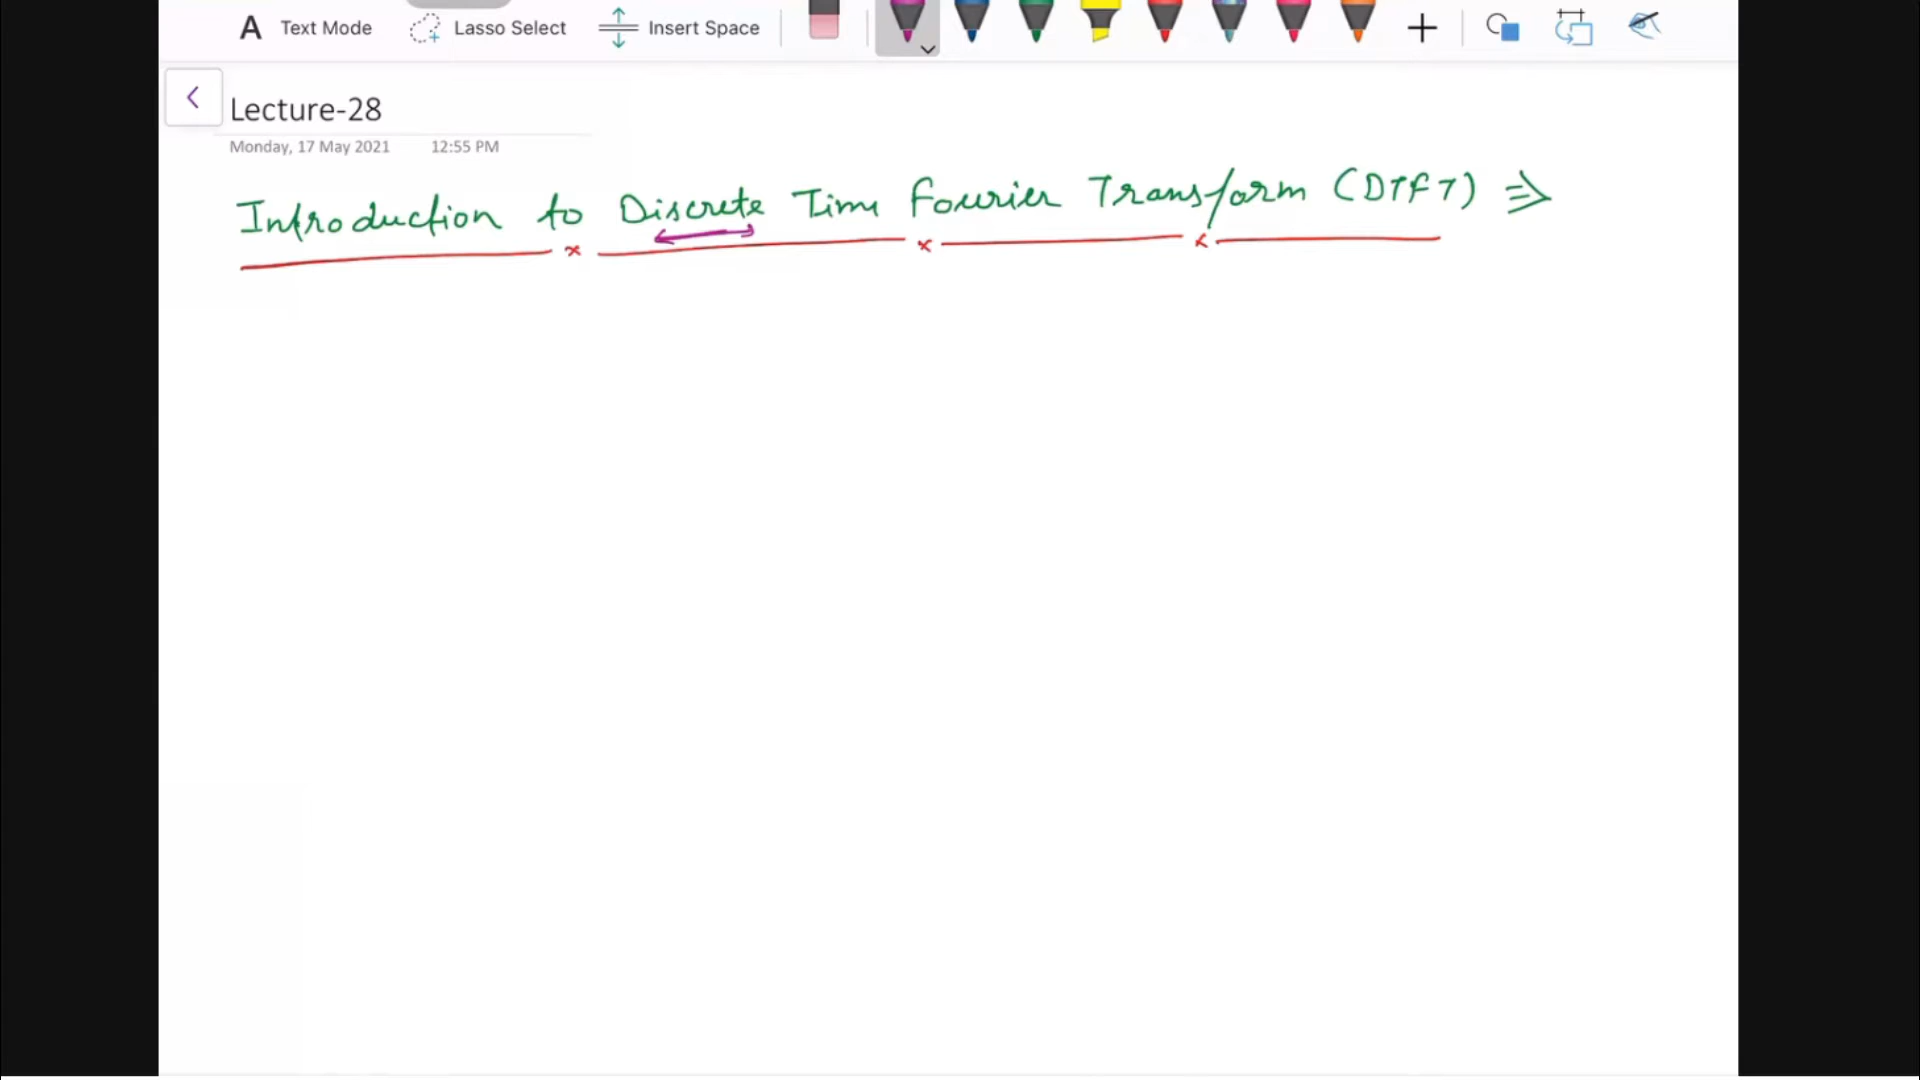 A Text Mode Lasso Select Insert Space
Lecture-28
Monday, 17 May 2021 12:55 PM
Introduction to Discrete Time Fourier Transform (DTFT) ⇒